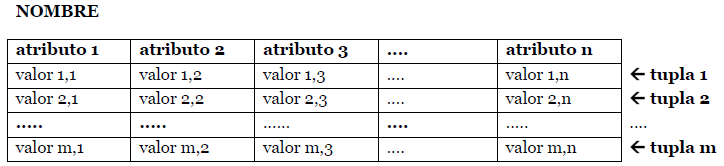 NOMBRE
atributo 1 atributo 2 atributo 3 .... atributo n
valor 1,1 valor 1,2 valor 1,3 .... valor 1,n ← tupla 1
valor 2,1 valor 2,2 valor 2,3 .... valor 2,n ← tupla 2
..... ..... ...... .... ..... ....
valor m,1 valor m,2 valor m,3 .... valor m,n ← tupla m